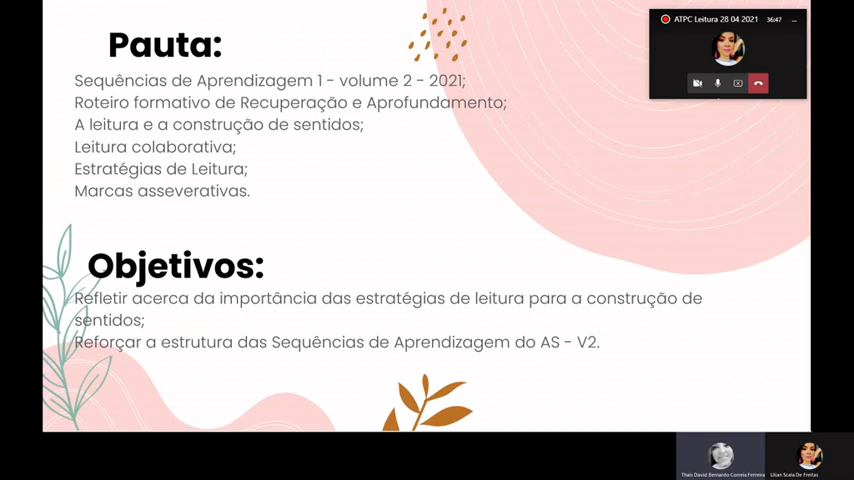 Pauta:
Sequências de Aprendizagem 1 - volume 2 - 2021;
Roteiro formativo de Recuperação e Aprofundamento;
A leitura e a construção de sentidos;
Leitura colaborativa;
Estratégias de Leitura;
Marcas asseverativas.
Objetivos:
Refletir acerca da importância das estratégias de leitura para a construção de
sentidos;
Reforçar a estrutura das Sequências de Aprendizagem do AS - V2.
ATPC Leitura 28 04 2021 36:47 ...
Thais David Bernardo Correia Ferreira
Lilian Scala De Freitas